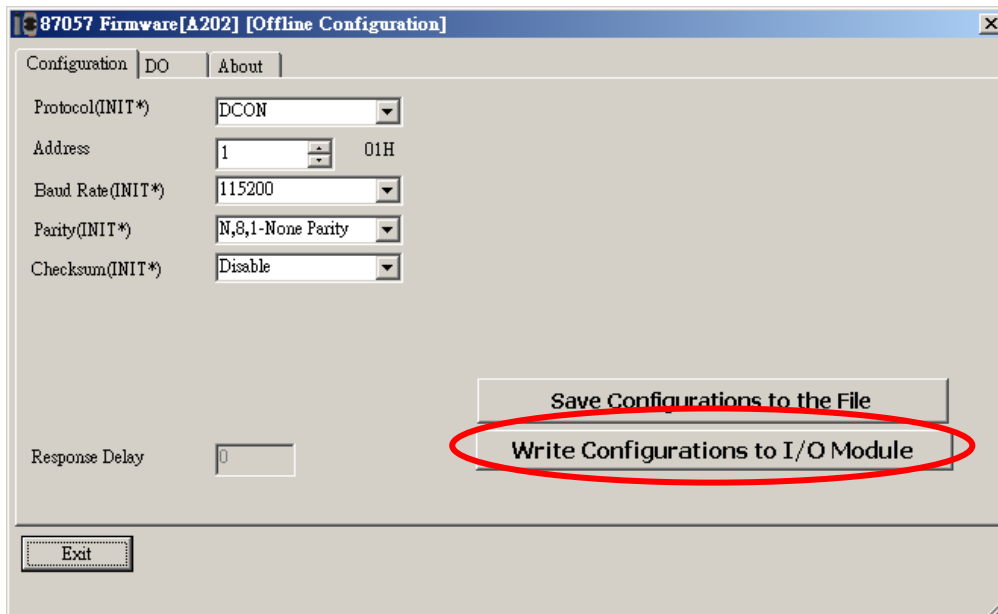 87057 Firmware[A202] [Offline Configuration]
Configuration DO About
Protocol(INIT*) DCON
Address 1 01H
Baud Rate(INIT*) 115200
Parity(INIT*) N,8,1-None Parity
Checksum(INIT*) Disable
Save Configurations to the File
Write Configurations to I/O Module
Response Delay 0
Exit